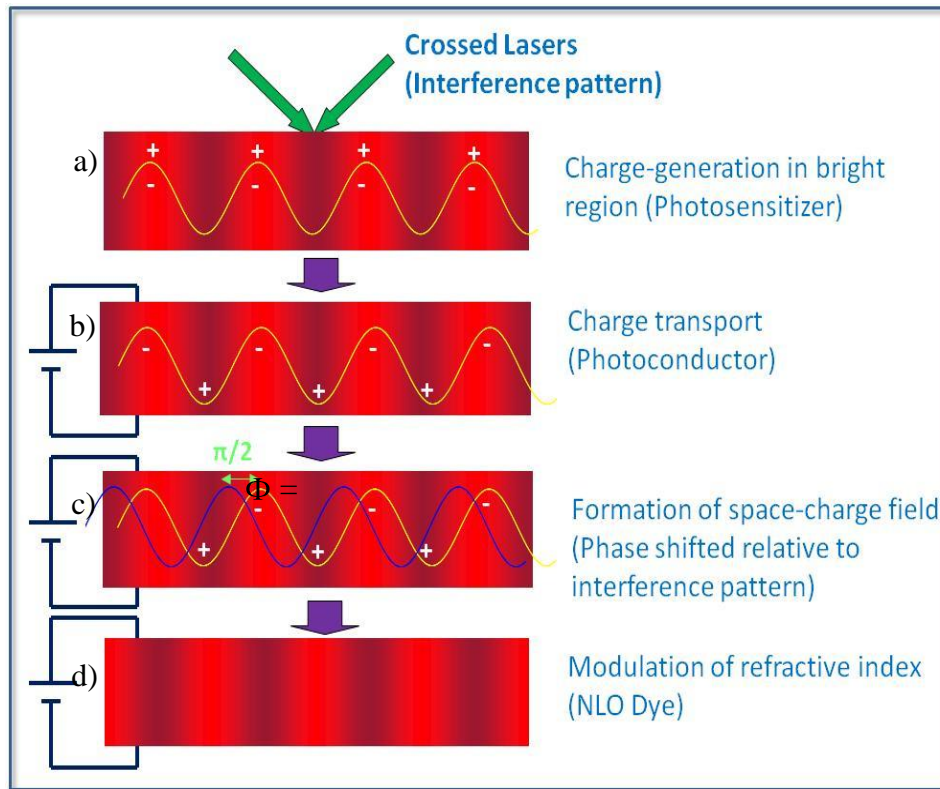 Crossed Lasers
(Interference pattern)
a)
+ + + +
- - - -
Charge-generation in bright
region (Photosensitizer)
b)
- - - -
+ + +
Charge transport
(Photoconductor)
π/2
c)
Φ =
- - -
+ + +
Formation of space-charge field
(Phase shifted relative to
interference pattern)
d)
Modulation of refractive index
(NLO Dye)